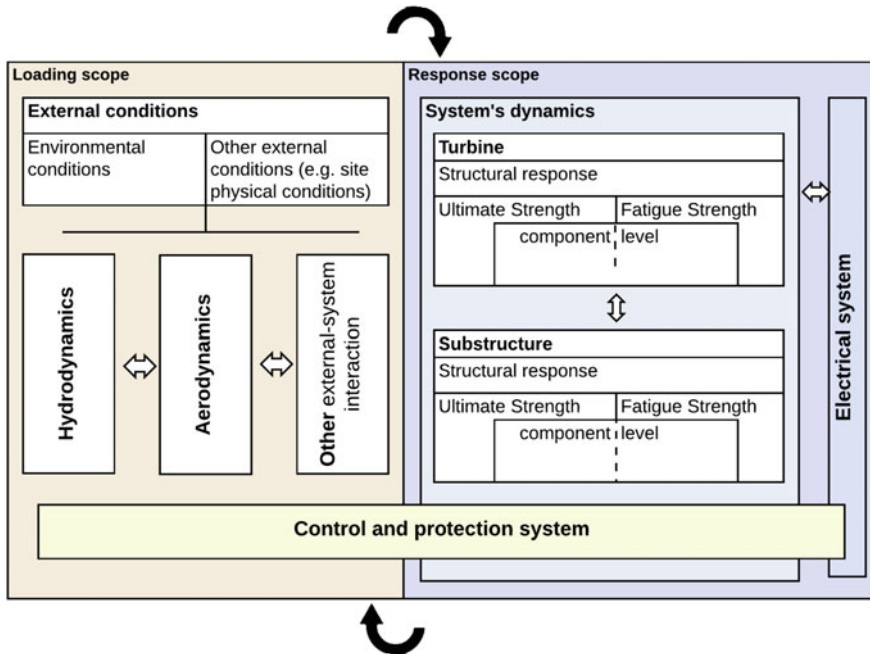 Loading scope
External conditions
Environmental
conditions
Other external
conditions (e.g. site
physical conditions)
Hydrodynamics
Aerodynamics
Other external-system
interaction
Response scope
System's dynamics
Turbine
Structural response
Ultimate Strength
Fatigue Strength
component level
Substructure
Structural response
Ultimate Strength
Fatigue Strength
component level
Electrical system
Control and protection system